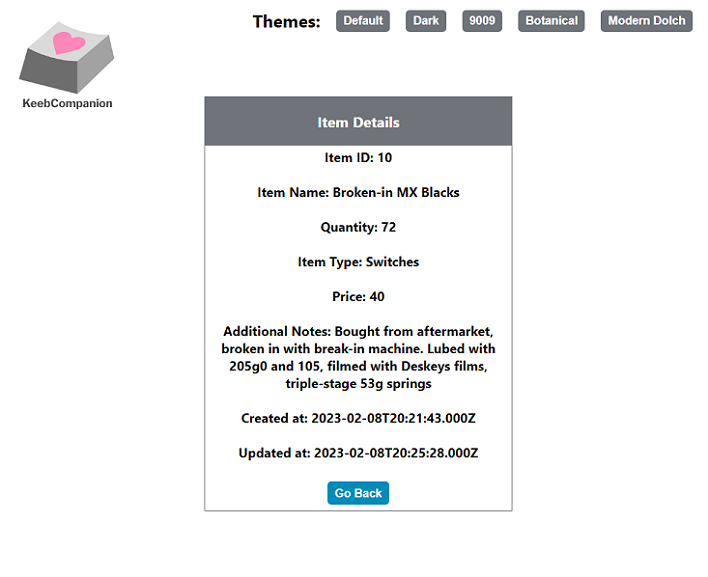 Themes: Default Dark 9009 Botanical Modern Dolch
KeebCompanion
Item Details
Item ID: 10
Item Name: Broken-in MX Blacks
Quantity: 72
Item Type: Switches
Price: 40
Additional Notes: Bought from aftermarket,
broken in with break-in machine. Lubed with
205g0 and 105, filmed with Deskeys films,
triple-stage 53g springs
Created at: 2023-02-08T20:21:43.000Z
Updated at: 2023-02-08T20:25:28.000Z
Go Back